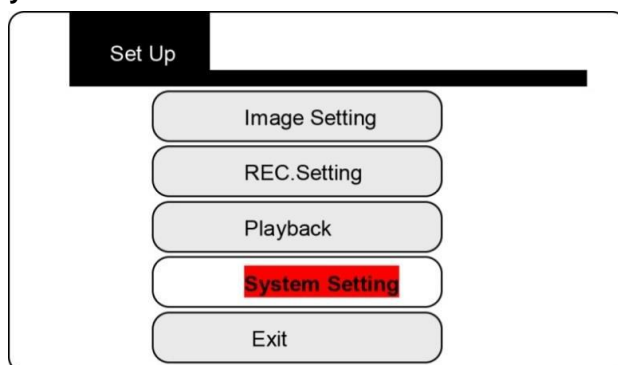 Set Up
Image Setting
REC.Setting
Playback
System Setting
Exit